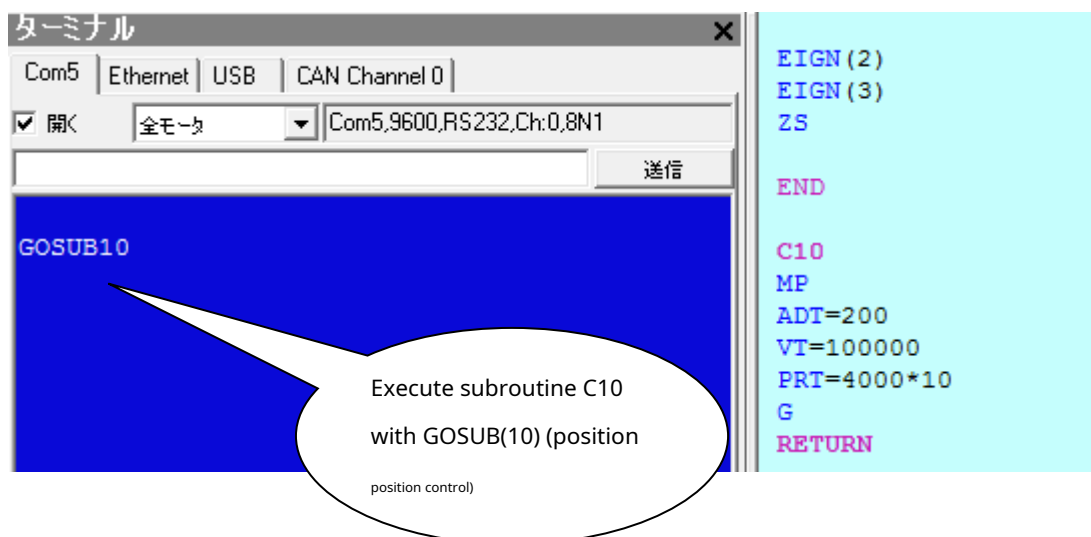 ターミナル
Com5 Ethernet USB CAN Channel 0
開く 全モータ Com5,9600,RS232,Ch:0,8N1
送信
GOSUB10
Execute subroutine C10
with GOSUB(10) (position
position control)
EIGN(2)
EIGN(3)
ZS
END
C10
MP
ADT=200
VT=100000
PRT=4000*10
G
RETURN